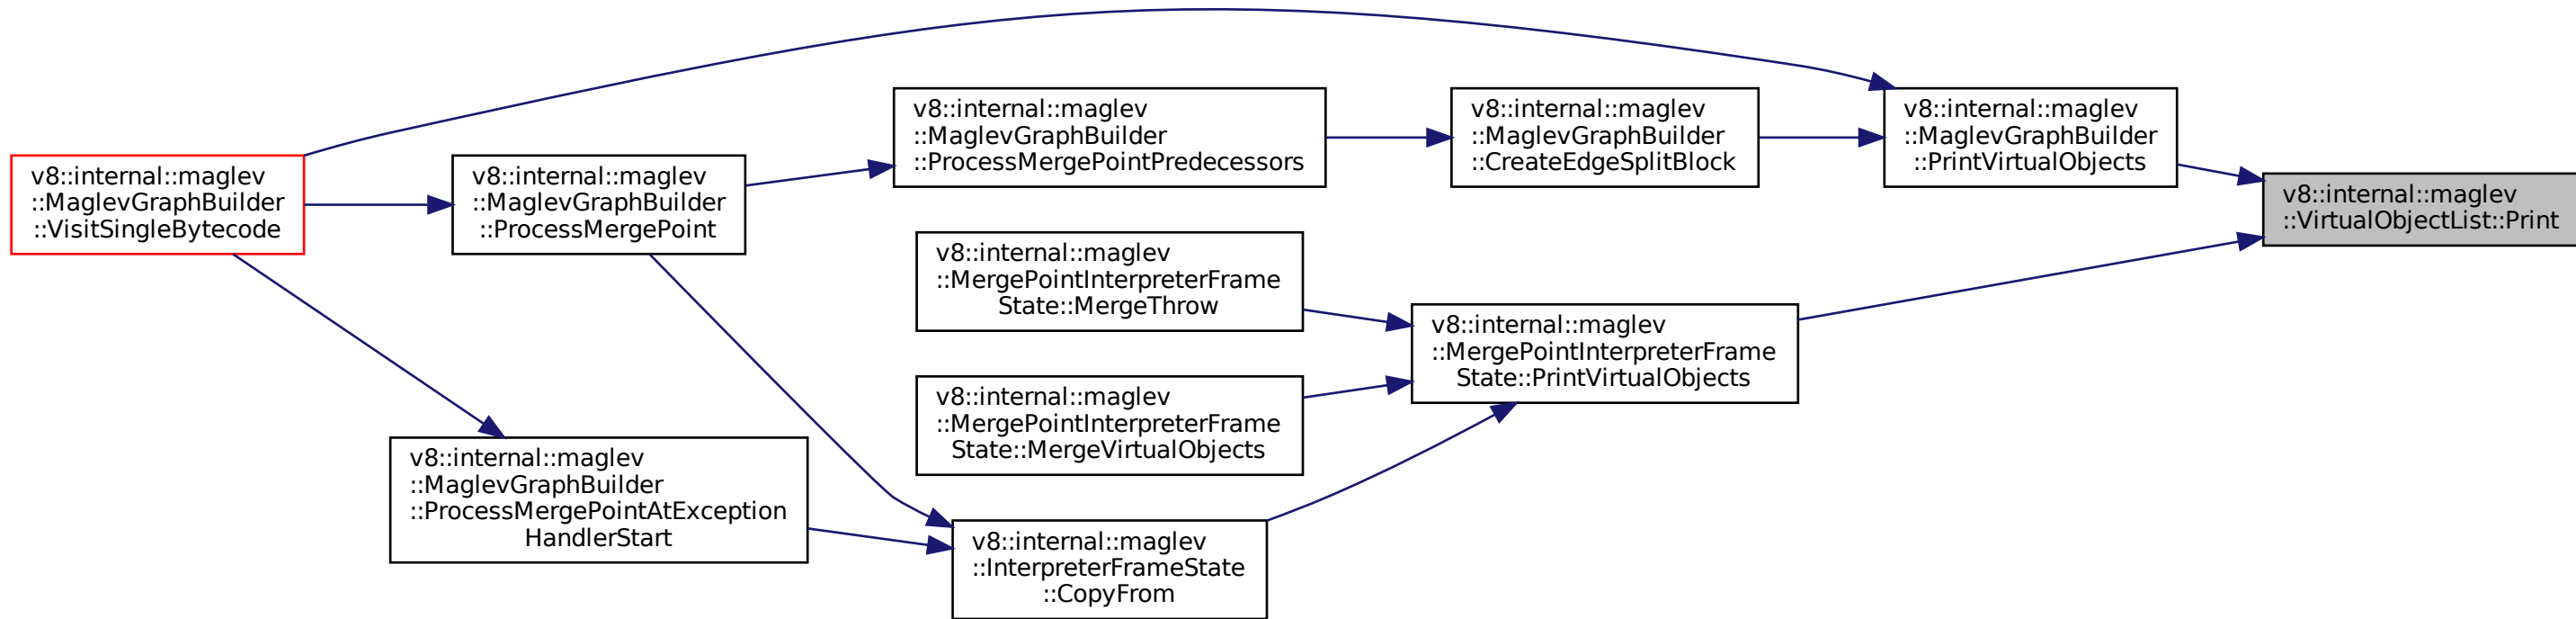 v8::internal::maglev
::MaglevGraphBuilder
::VisitSingleBytecode
v8::internal::maglev
::MaglevGraphBuilder
::ProcessMergePoint
v8::internal::maglev
::MaglevGraphBuilder
::ProcessMergePointPredecessors
v8::internal::maglev
::MaglevGraphBuilder
::CreateEdgeSplitBlock
v8::internal::maglev
::MaglevGraphBuilder
::PrintVirtualObjects
v8::internal::maglev
::VirtualObjectList::Print
v8::internal::maglev
::MergePointInterpreterFrame
State::MergeThrow
v8::internal::maglev
::MergePointInterpreterFrame
State::PrintVirtualObjects
v8::internal::maglev
::MergePointInterpreterFrame
State::MergeVirtualObjects
v8::internal::maglev
::MaglevGraphBuilder
::ProcessMergePointAtException
HandlerStart
v8::internal::maglev
::InterpreterFrameState
::CopyFrom